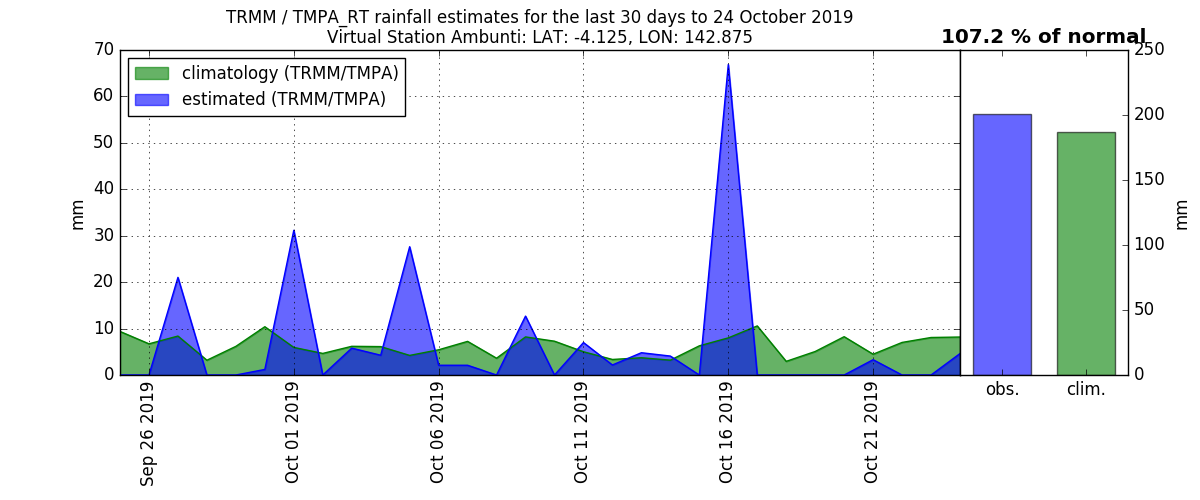 TRMM / TMPA_RT rainfall estimates for the last 30 days to 24 October 2019
Virtual Station Ambunti: LAT: -4.125, LON: 142.875
107.2 % of normal
climatology (TRMM/TMPA)
estimated (TRMM/TMPA)
70
60
50
40
30
20
10
0
mm
Sep 26 2019
Oct 01 2019
Oct 06 2019
Oct 11 2019
Oct 16 2019
Oct 21 2019
250
200
150
100
50
0
mm
obs.
clim.